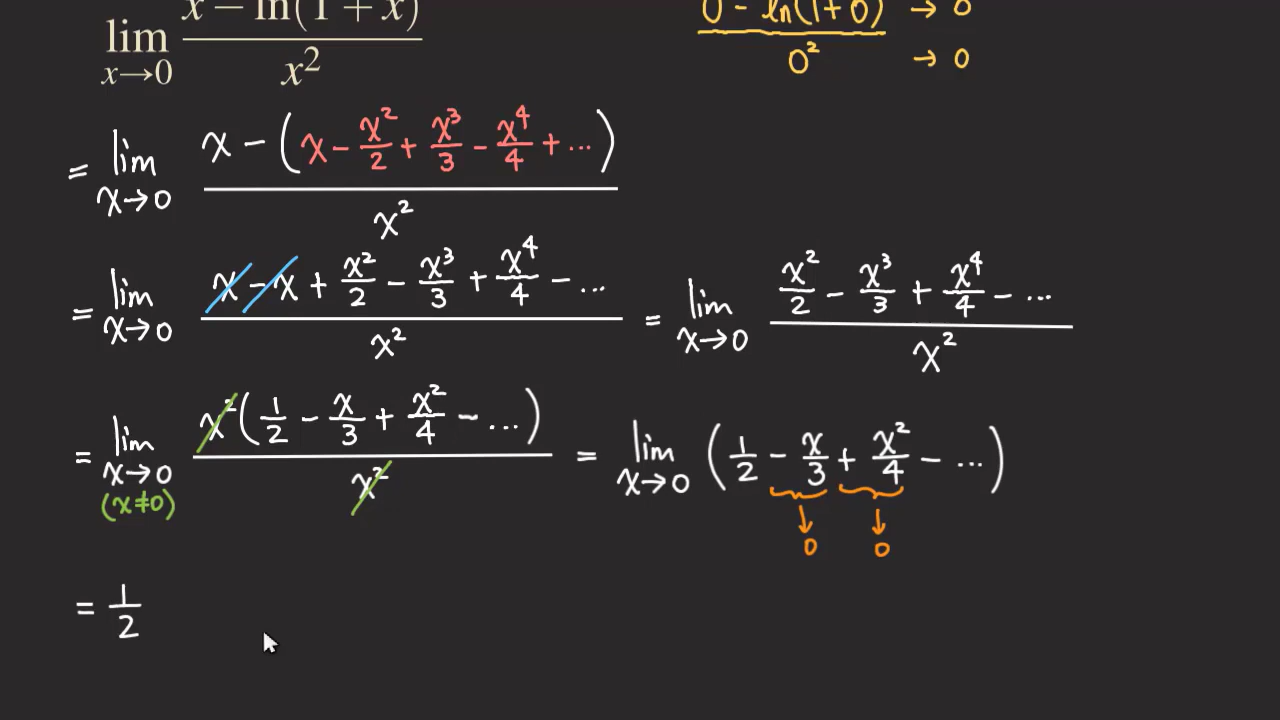 lim x→0 (x − ln(1 + x)) / x²
(0 − ln(1+0)) / 0² → 0 → 0
= lim x→0 (x − (x − x²/2 + x³/3 − x⁴/4 + ...)) / x²
= lim x→0 (x − x + x²/2 − x³/3 + x⁴/4 − ...) / x² = lim x→0 (x²/2 − x³/3 + x⁴/4 − ...) / x²
= lim x→0 (x²(1/2 − x/3 + x²/4 − ...)) / x² = lim x→0 (1/2 − x/3 + x²/4 − ...)
(x≠0)
↓ ↓
0 0
= 1/2